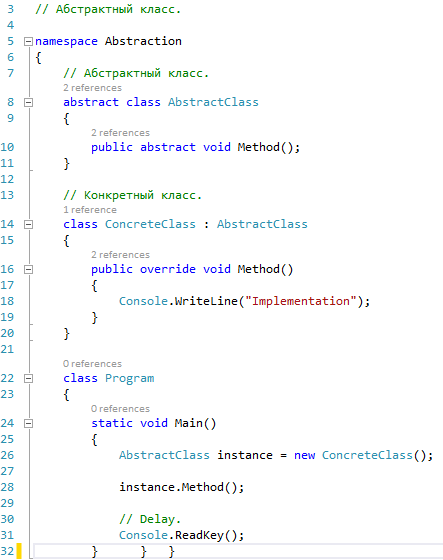 3 // Абстрактный класс.
4
5 namespace Abstraction
6 {
7 // Абстрактный класс.
2 references
8 abstract class AbstractClass
9 {
2 references
10 public abstract void Method();
11 }
12
13 // Конкретный класс.
1 reference
14 class ConcreteClass : AbstractClass
15 {
2 references
16 public override void Method()
17 {
18 Console.WriteLine("Implementation");
19 }
20 }
21
0 references
22 class Program
23 {
0 references
24 static void Main()
25 {
26 AbstractClass instance = new ConcreteClass();
27
28 instance.Method();
29
30 // Delay.
31 Console.ReadKey();
32 } } }